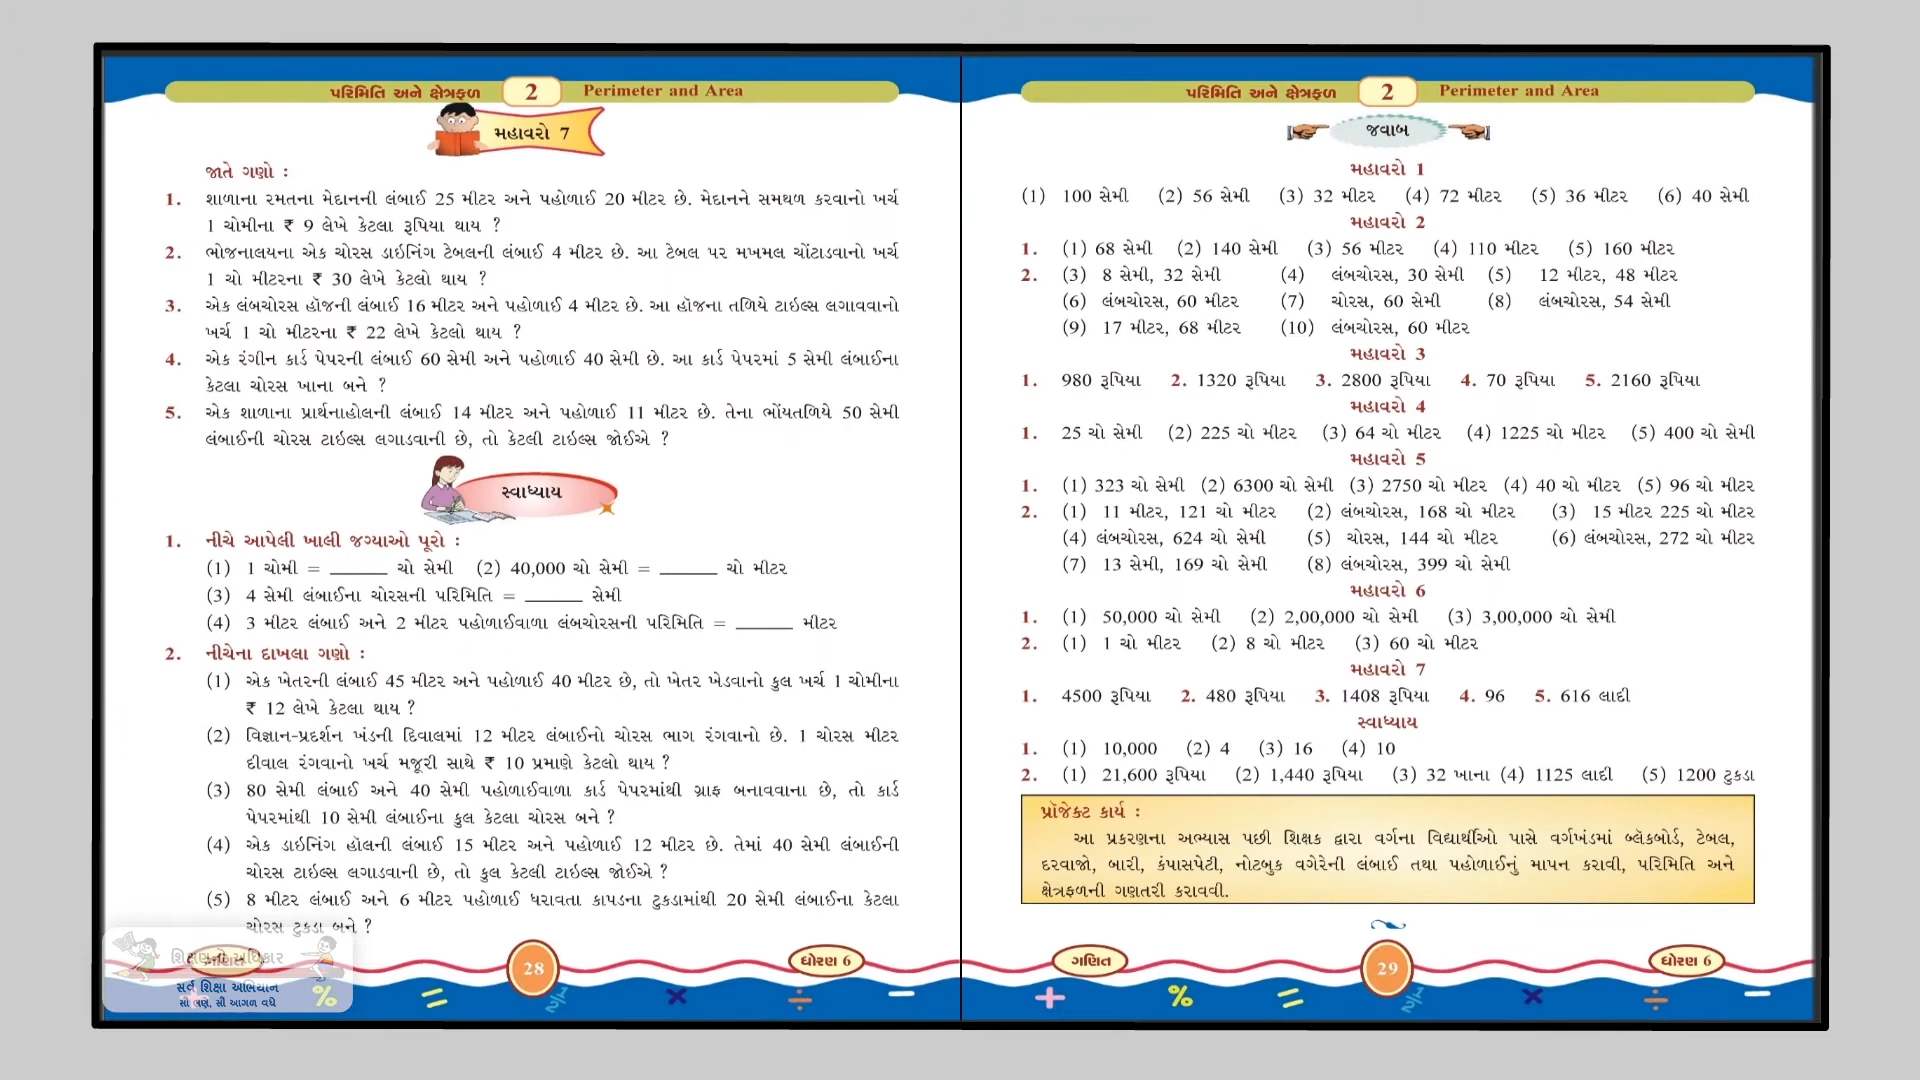 પરિમિતિ અને ક્ષેત્રફળ 2 Perimeter and Area
મહાવરો 7
જાતે ગણો :
1. શાળાના રમતના મેદાનની લંબાઈ 25 મીટર અને પહોળાઈ 20 મીટર છે. મેદાનને સમથળ કરવાનો ખર્ચ
1 ચોમીના ₹ 9 લેખે કેટલા રૂપિયા થાય ?
2. ભોજનાલયના એક ચોરસ ડાઇનિંગ ટેબલની લંબાઈ 4 મીટર છે. આ ટેબલ પર મખમલ ચોંટાડવાનો ખર્ચ
1 ચો મીટરના ₹ 30 લેખે કેટલો થાય ?
3. એક લંબચોરસ હૉજની લંબાઈ 16 મીટર અને પહોળાઈ 4 મીટર છે. આ હૉજના તળિયે ટાઇલ્સ લગાવવાનો
ખર્ચ 1 ચો મીટરના ₹ 22 લેખે કેટલો થાય ?
4. એક રંગીન કાર્ડ પેપરની લંબાઈ 60 સેમી અને પહોળાઈ 40 સેમી છે. આ કાર્ડ પેપરમાં 5 સેમી લંબાઈના
કેટલા ચોરસ ખાના બને ?
5. એક શાળાના પ્રાર્થનાહોલની લંબાઈ 14 મીટર અને પહોળાઈ 11 મીટર છે. તેના ભોંયતળિયે 50 સેમી
લંબાઈની ચોરસ ટાઇલ્સ લગાડવાની છે, તો કેટલી ટાઇલ્સ જોઈએ ?
સ્વાધ્યાય
1. નીચે આપેલી ખાલી જગ્યાઓ પૂરો :
(1) 1 ચોમી = ______ ચો સેમી (2) 40,000 ચો સેમી = ______ ચો મીટર
(3) 4 સેમી લંબાઈના ચોરસની પરિમિતિ = ______ સેમી
(4) 3 મીટર લંબાઈ અને 2 મીટર પહોળાઈવાળા લંબચોરસની પરિમિતિ = ______ મીટર
2. નીચેના દાખલા ગણો :
(1) એક ખેતરની લંબાઈ 45 મીટર અને પહોળાઈ 40 મીટર છે, તો ખેતર ખેડવાનો કુલ ખર્ચ 1 ચોમીના
₹ 12 લેખે કેટલા થાય ?
(2) વિજ્ઞાન-પ્રદર્શન ખંડની દિવાલમાં 12 મીટર લંબાઈનો ચોરસ ભાગ રંગવાનો છે. 1 ચોરસ મીટર
દીવાલ રંગવાનો ખર્ચ મજૂરી સાથે ₹ 10 પ્રમાણે કેટલો થાય ?
(3) 80 સેમી લંબાઈ અને 40 સેમી પહોળાઈવાળા કાર્ડ પેપરમાંથી ગ્રાફ બનાવવાના છે, તો કાર્ડ
પેપરમાંથી 10 સેમી લંબાઈના કુલ કેટલા ચોરસ બને ?
(4) એક ડાઇનિંગ હૉલની લંબાઈ 15 મીટર અને પહોળાઈ 12 મીટર છે. તેમાં 40 સેમી લંબાઈની
ચોરસ ટાઇલ્સ લગાડવાની છે, તો કુલ કેટલી ટાઇલ્સ જોઈએ ?
(5) 8 મીટર લંબાઈ અને 6 મીટર પહોળાઈ ધરાવતા કાપડના ટુકડામાંથી 20 સેમી લંબાઈના કેટલા
ચોરસ ટુકડા બને ?
શિક્ષણનો અધિકાર
સર્વ શિક્ષા અભિયાન
સૌ ભણે, સૌ આગળ વધે
ગણિત 28 ધોરણ 6
પરિમિતિ અને ક્ષેત્રફળ 2 Perimeter and Area
જવાબ
મહાવરો 1
(1) 100 સેમી (2) 56 સેમી (3) 32 મીટર (4) 72 મીટર (5) 36 મીટર (6) 40 સેમી
મહાવરો 2
1. (1) 68 સેમી (2) 140 સેમી (3) 56 મીટર (4) 110 મીટર (5) 160 મીટર
2. (3) 8 સેમી, 32 સેમી (4) લંબચોરસ, 30 સેમી (5) 12 મીટર, 48 મીટર
(6) લંબચોરસ, 60 મીટર (7) ચોરસ, 60 સેમી (8) લંબચોરસ, 54 સેમી
(9) 17 મીટર, 68 મીટર (10) લંબચોરસ, 60 મીટર
મહાવરો 3
1. 980 રૂપિયા 2. 1320 રૂપિયા 3. 2800 રૂપિયા 4. 70 રૂપિયા 5. 2160 રૂપિયા
મહાવરો 4
1. 25 ચો સેમી (2) 225 ચો મીટર (3) 64 ચો મીટર (4) 1225 ચો મીટર (5) 400 ચો સેમી
મહાવરો 5
1. (1) 323 ચો સેમી (2) 6300 ચો સેમી (3) 2750 ચો મીટર (4) 40 ચો મીટર (5) 96 ચો મીટર
2. (1) 11 મીટર, 121 ચો મીટર (2) લંબચોરસ, 168 ચો મીટર (3) 15 મીટર 225 ચો મીટર
(4) લંબચોરસ, 624 ચો સેમી (5) ચોરસ, 144 ચો મીટર (6) લંબચોરસ, 272 ચો મીટર
(7) 13 સેમી, 169 ચો સેમી (8) લંબચોરસ, 399 ચો સેમી
મહાવરો 6
1. (1) 50,000 ચો સેમી (2) 2,00,000 ચો સેમી (3) 3,00,000 ચો સેમી
2. (1) 1 ચો મીટર (2) 8 ચો મીટર (3) 60 ચો મીટર
મહાવરો 7
1. 4500 રૂપિયા 2. 480 રૂપિયા 3. 1408 રૂપિયા 4. 96 5. 616 લાદી
સ્વાધ્યાય
1. (1) 10,000 (2) 4 (3) 16 (4) 10
2. (1) 21,600 રૂપિયા (2) 1,440 રૂપિયા (3) 32 ખાના (4) 1125 લાદી (5) 1200 ટુકડા
પ્રૉજેક્ટ કાર્ય :
આ પ્રકરણના અભ્યાસ પછી શિક્ષક દ્વારા વર્ગના વિદ્યાર્થીઓ પાસે વર્ગખંડમાં બ્લૅકબોર્ડ, ટેબલ,
દરવાજો, બારી, કંપાસપેટી, નોટબુક વગેરેની લંબાઈ તથા પહોળાઈનું માપન કરાવી, પરિમિતિ અને
ક્ષેત્રફળની ગણતરી કરાવવી.
ગણિત 29 ધોરણ 6